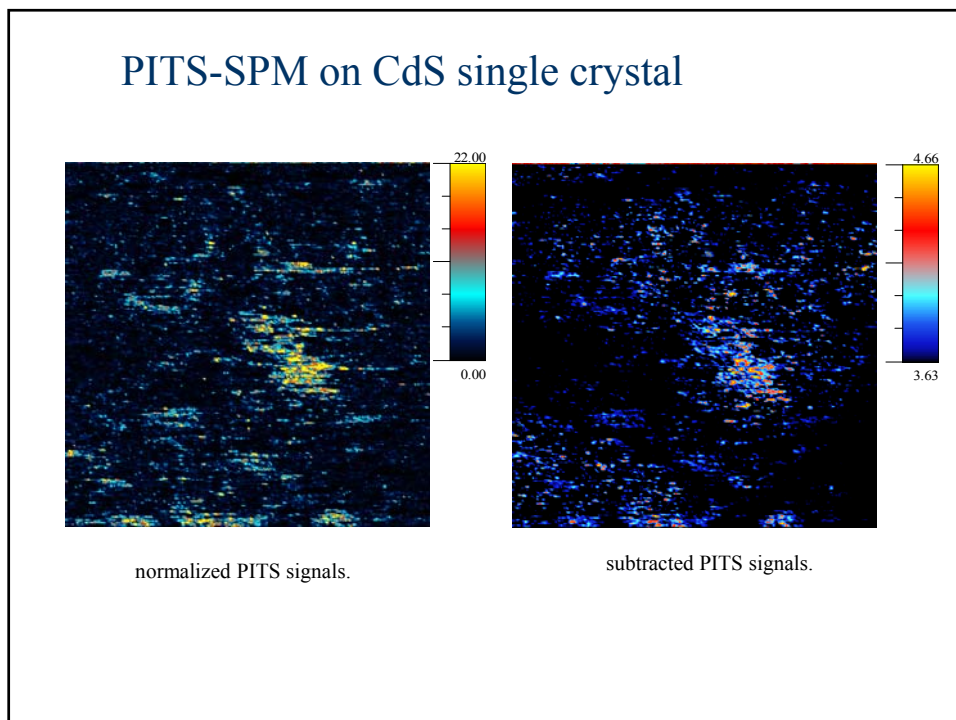 PITS-SPM on CdS single crystal
22.00
0.00
4.66
3.63
normalized PITS signals.
subtracted PITS signals.